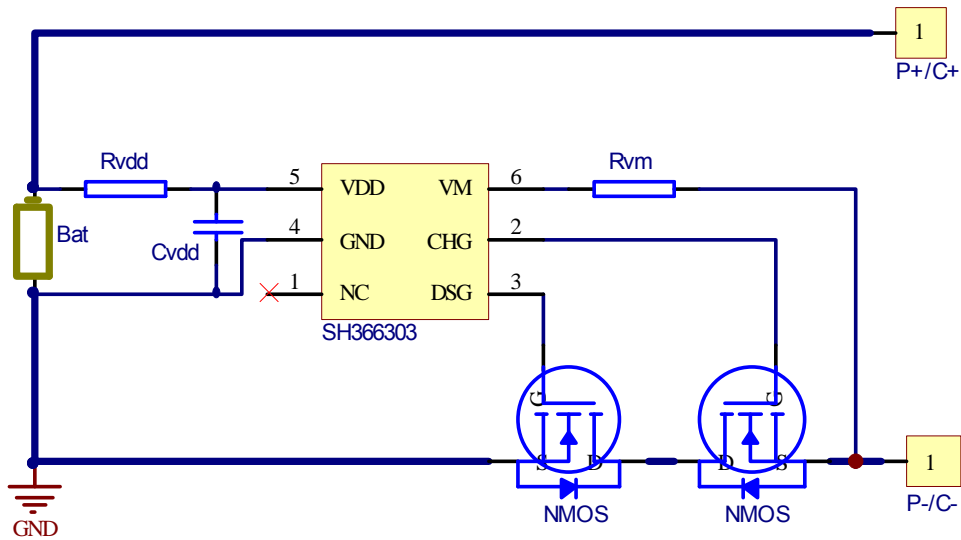 1
P+/C+
Rvdd
5
VDD
VM
6
Rvm
Bat
Cvdd
4
GND
CHG
2
1
NC
DSG
3
SH366303
G
G
S
D
D
S
1
GND
NMOS
NMOS
P-/C-